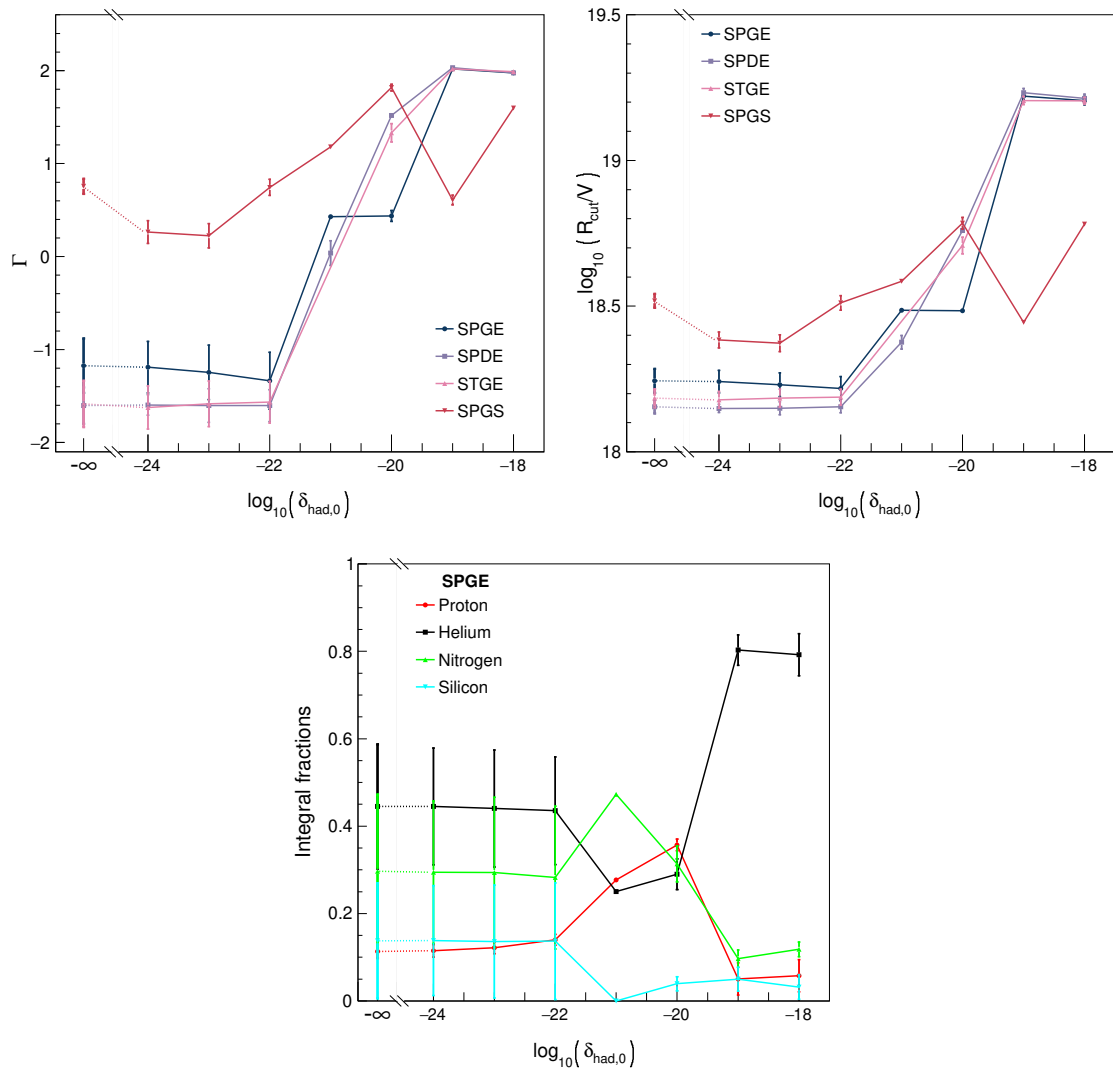 Γ
2
1
0
−1
−2
SPGE
SPDE
STGE
SPGS
-∞ −24 −22 −20 −18
log10(δhad,0)
log10(Rcut/V)
19.5
19
18.5
18
SPGE
SPDE
STGE
SPGS
-∞ −24 −22 −20 −18
log10(δhad,0)
Integral fractions
1
0.8
0.6
0.4
0.2
0
SPGE
Proton
Helium
Nitrogen
Silicon
-∞ −24 −22 −20 −18
log10(δhad,0)